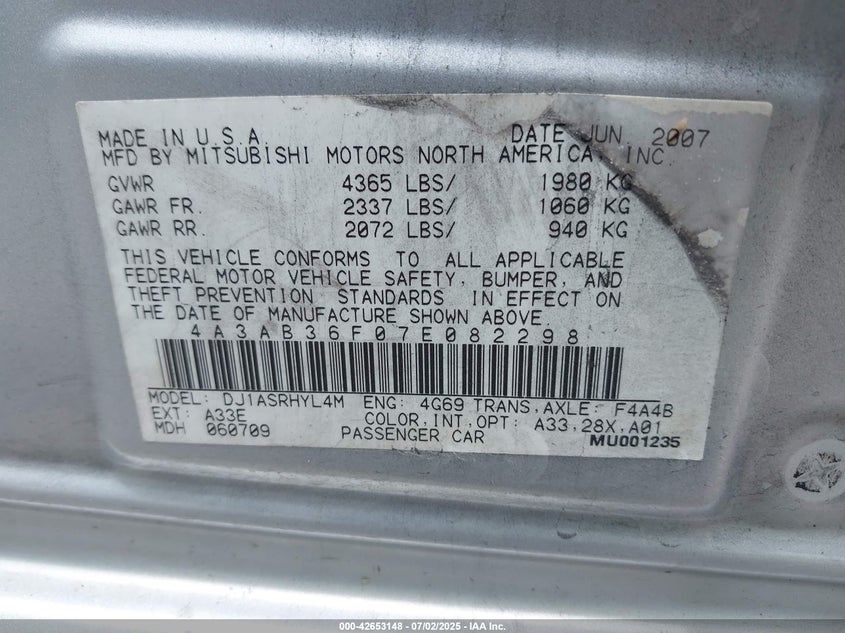 MADE IN U.S.A. DATE JUN 2007
MFD BY MITSUBISHI MOTORS NORTH AMERICA, INC.
GVWR 4365 LBS/ 1980 KG
GAWR FR. 2337 LBS/ 1060 KG
GAWR RR. 2072 LBS/ 940 KG
THIS VEHICLE CONFORMS TO ALL APPLICABLE
FEDERAL MOTOR VEHICLE SAFETY, BUMPER, AND
THEFT PREVENTION STANDARDS IN EFFECT ON
THE DATE OF MANUFACTURE SHOWN ABOVE.
4A3AB36F07E082298
MODEL: DJ1ASRHYL4M ENG: 4G69 TRANS,AXLE: F4A4B
EXT: A33E COLOR,INT,OPT: A33,28X,A01
MDH 060709 PASSENGER CAR MU001235
000-42653148 - 07/02/2025 - IAA Inc.